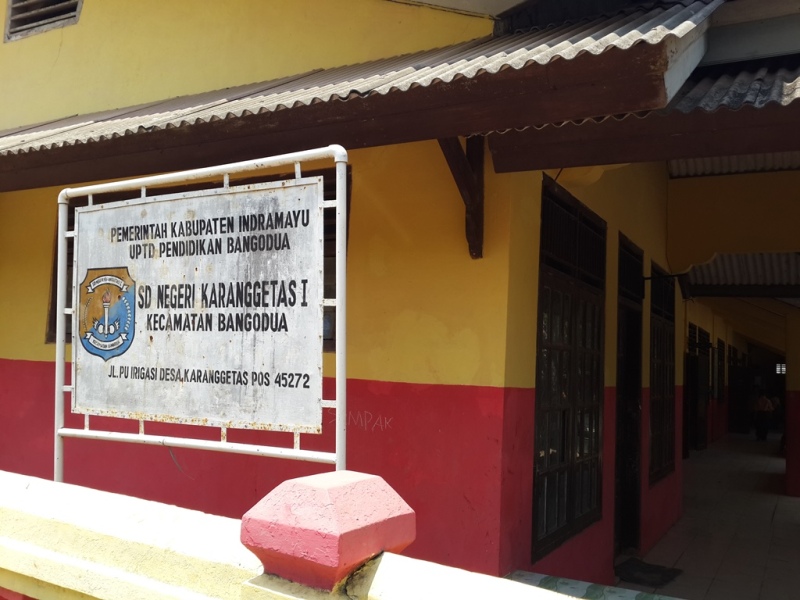 PEMERINTAH KABUPATEN INDRAMAYU
UPTD PENDIDIKAN BANGODUA
SD NEGERI KARANGGETAS I
KECAMATAN BANGODUA
JL.PU IRIGASI DESA.KARANGGETAS POS 45272